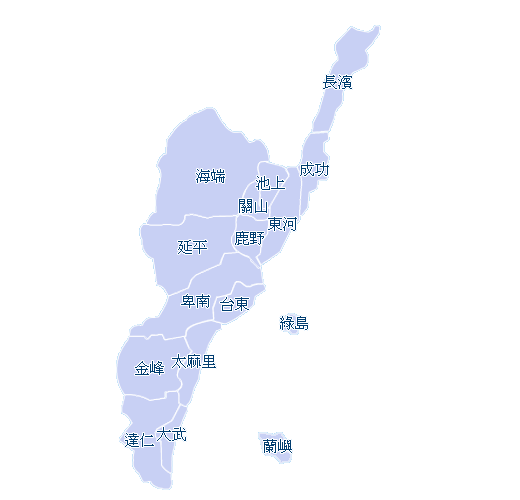 長濱
成功
海端
池上
關山
東河
鹿野
延平
卑南
台東
綠島
太麻里
金峰
大武
達仁
蘭嶼